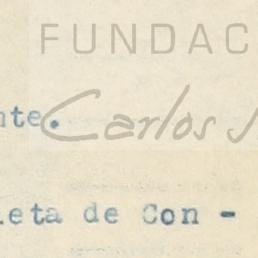 FUNDAC
nte.
Carlos
leta de Con -